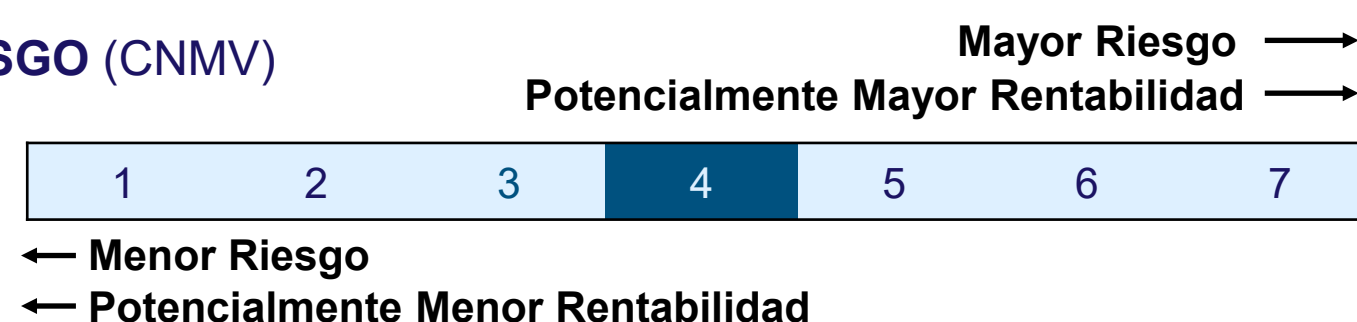 SGO (CNMV)
Mayor Riesgo
Potencialmente Mayor Rentabilidad
1 2 3 4 5 6 7
Menor Riesgo
Potencialmente Menor Rentabilidad